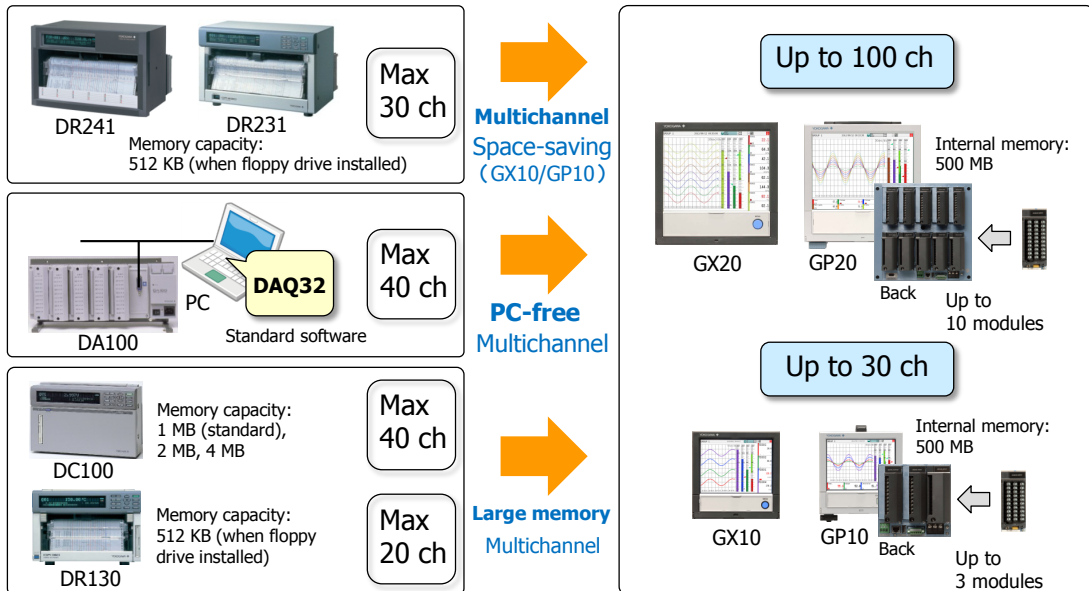 Max
30 ch
DR241
DR231
Memory capacity:
512 KB (when floppy drive installed)
Multichannel
Space-saving
(GX10/GP10)
PC
DAQ32
Max
40 ch
DA100
Standard software
PC-free
Multichannel
Memory capacity:
1 MB (standard),
2 MB, 4 MB
Max
40 ch
DC100
Memory capacity:
512 KB (when floppy
drive installed)
Max
20 ch
DR130
Large memory
Multichannel
Up to 100 ch
Internal memory:
500 MB
GX20
GP20
Back
Up to
10 modules
Up to 30 ch
Internal memory:
500 MB
GX10
GP10
Back
Up to
3 modules